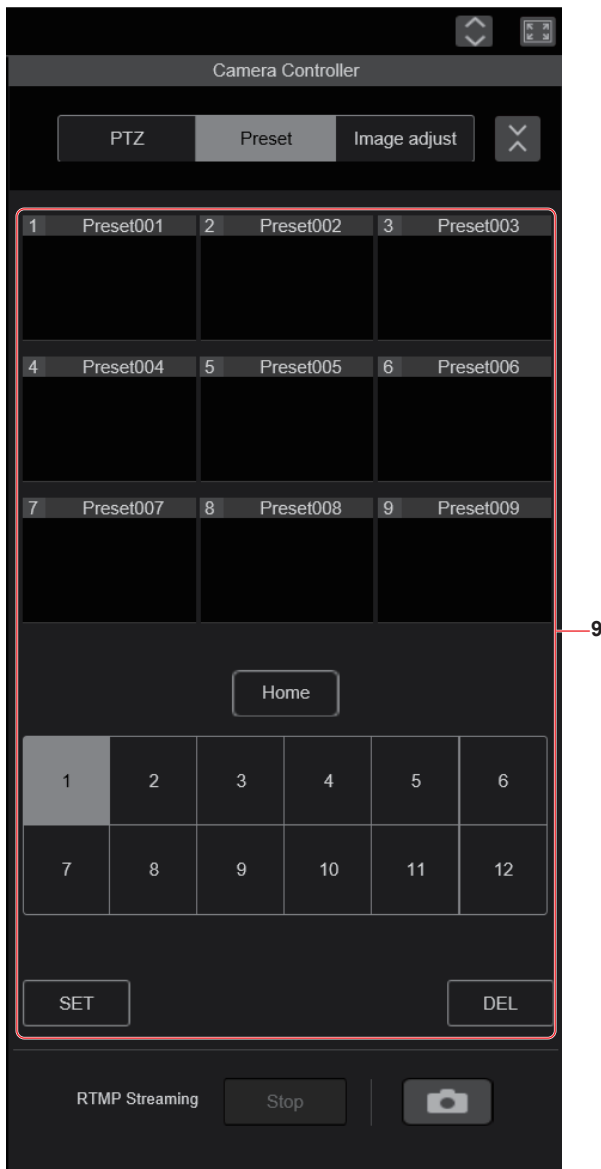 Camera Controller
PTZ Preset Image adjust
1 Preset001 2 Preset002 3 Preset003
4 Preset004 5 Preset005 6 Preset006
7 Preset007 8 Preset008 9 Preset009
9
Home
1 2 3 4 5 6
7 8 9 10 11 12
SET DEL
RTMP Streaming Stop